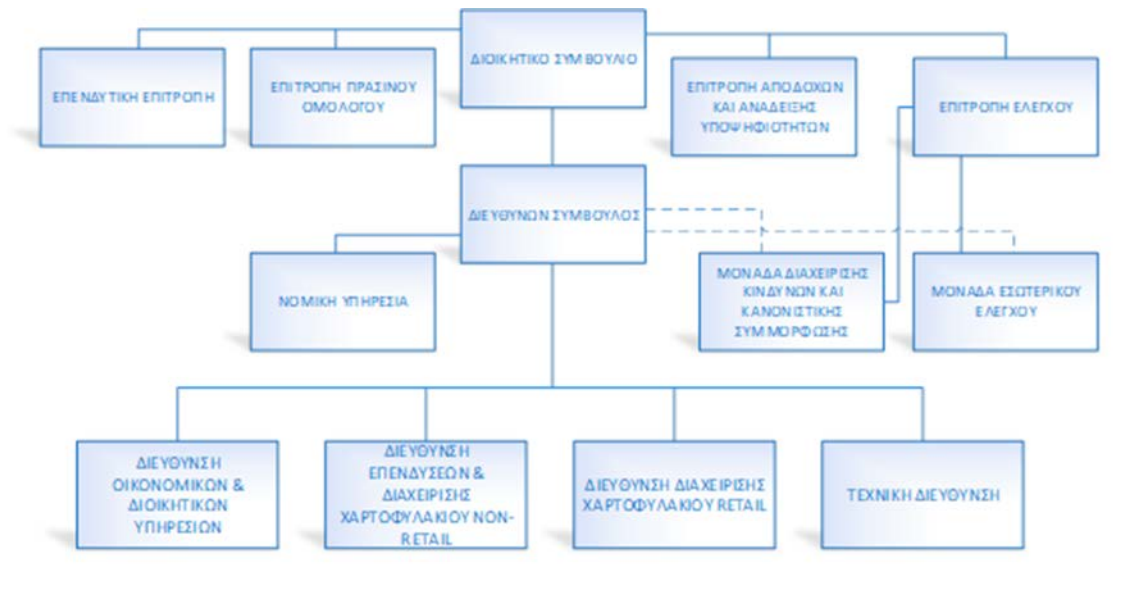 ΔΙΟΙΚΗΤΙΚΟ ΣΥΜΒΟΥΛΙΟ
ΕΠΕΝΔΥΤΙΚΗ ΕΠΙΤΡΟΠΗ
ΕΠΙΤΡΟΠΗ ΠΡΑΣΙΝΟΥ
ΟΜΟΛΟΓΟΥ
ΕΠΙΤΡΟΠΗ ΑΠΟΔΟΧΩΝ
ΚΑΙ ΑΝΑΔΕΙΞΗΣ
ΥΠΟΨΗΦΙΟΤΗΤΩΝ
ΕΠΙΤΡΟΠΗ ΕΛΕΓΧΟΥ
ΔΙΕΥΘΥΝΩΝ ΣΥΜΒΟΥΛΟΣ
ΝΟΜΙΚΗ ΥΠΗΡΕΣΙΑ
ΜΟΝΑΔΑ ΔΙΑΧΕΙΡΙΣΗΣ
ΚΙΝΔΥΝΩΝ ΚΑΙ
ΚΑΝΟΝΙΣΤΙΚΗΣ
ΣΥΜΜΟΡΦΩΣΗΣ
ΜΟΝΑΔΑ ΕΣΩΤΕΡΙΚΟΥ
ΕΛΕΓΧΟΥ
ΔΙΕΥΘΥΝΣΗ
ΟΙΚΟΝΟΜΙΚΩΝ &
ΔΙΟΙΚΗΤΙΚΩΝ
ΥΠΗΡΕΣΙΩΝ
ΔΙΕΥΘΥΝΣΗ
ΕΠΕΝΔΥΣΕΩΝ &
ΔΙΑΧΕΙΡΙΣΗΣ
ΧΑΡΤΟΦΥΛΑΚΙΟΥ NON-
RETAIL
ΔΙΕΥΘΥΝΣΗ ΔΙΑΧΕΙΡΙΣΗΣ
ΧΑΡΤΟΦΥΛΑΚΙΟΥ RETAIL
ΤΕΧΝΙΚΗ ΔΙΕΥΘΥΝΣΗ